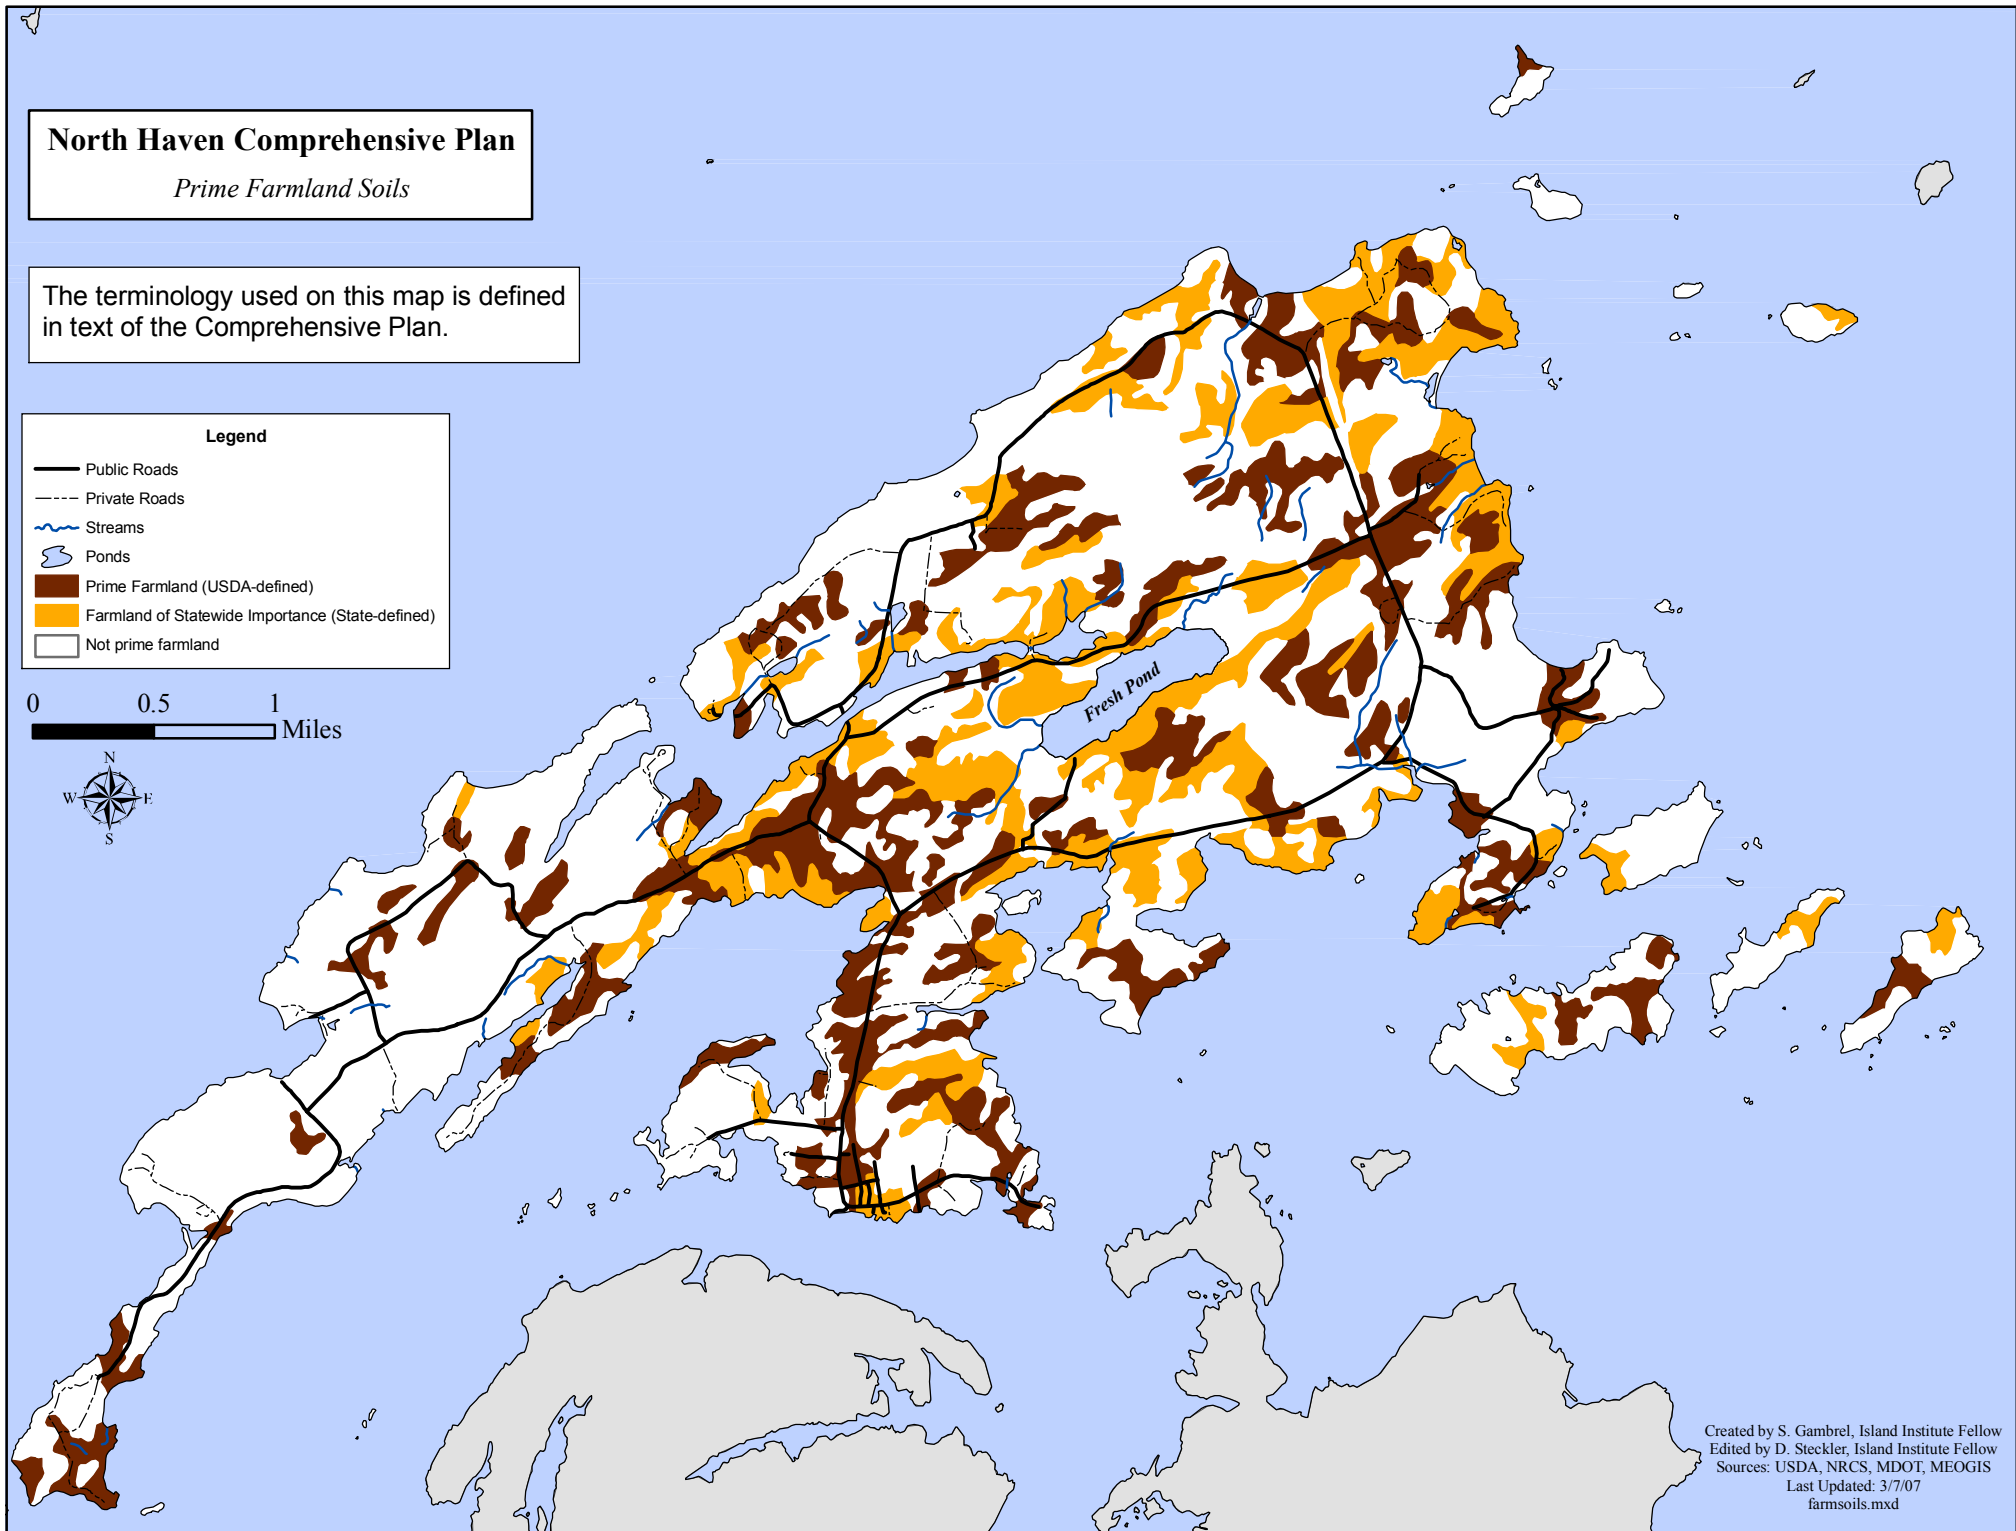 North Haven Comprehensive Plan
Prime Farmland Soils
The terminology used on this map is defined
in text of the Comprehensive Plan.
Legend
Public Roads
Private Roads
Streams
Ponds
Prime Farmland (USDA-defined)
Farmland of Statewide Importance (State-defined)
Not prime farmland
0 0.5 1
Miles
N
W E
S
Fresh Pond
Created by S. Gambrel, Island Institute Fellow
Edited by D. Steckler, Island Institute Fellow
Sources: USDA, NRCS, MDOT, MEOGIS
Last Updated: 3/7/07
farmsoils.mxd